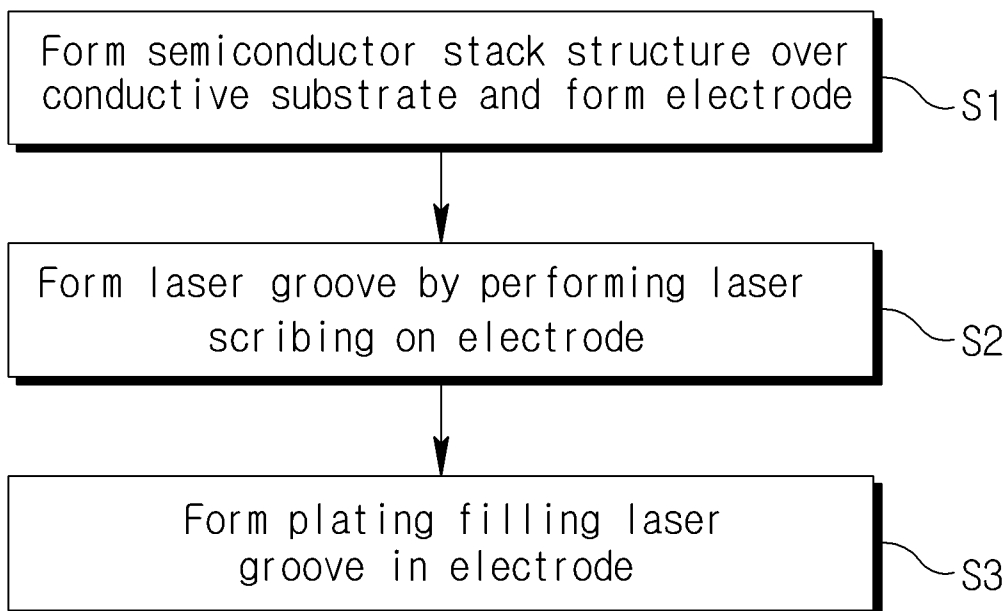 Form semiconductor stack structure over
conductive substrate and form electrode
S1
Form laser groove by performing laser
scribing on electrode
S2
Form plating filling laser
groove in electrode
S3